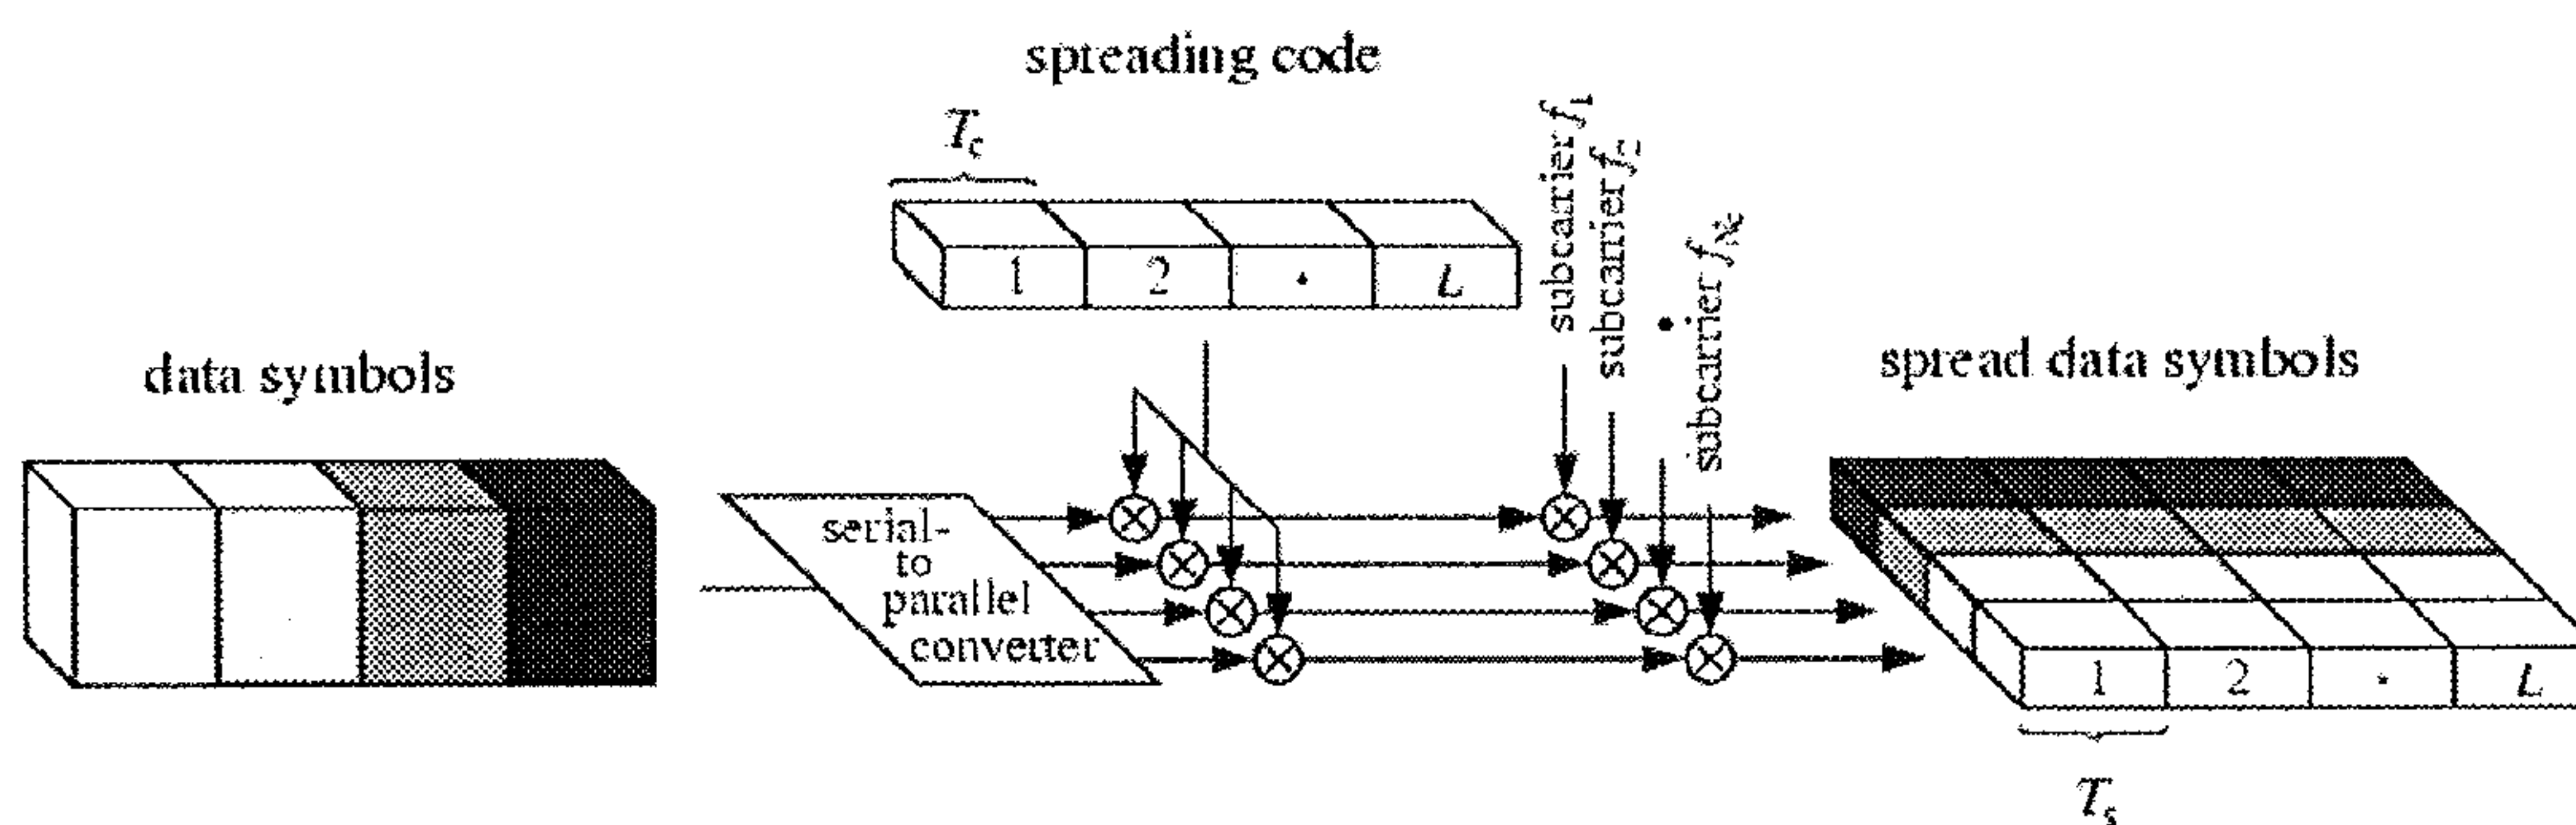 spreading code
T_c
1 2 · L
subcarrier f_1
subcarrier f_2
•
subcarrier f_Nc
data symbols
serial-
to
parallel
converter
spread data symbols
1 2 · L
T_s